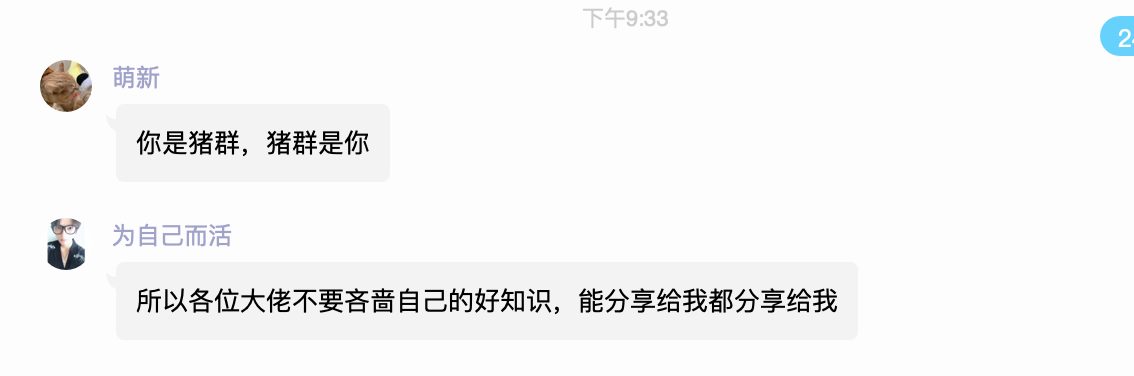 下午9:33
24
萌新
你是猪群，猪群是你
为自己而活
所以各位大佬不要吝啬自己的好知识，能分享给我都分享给我